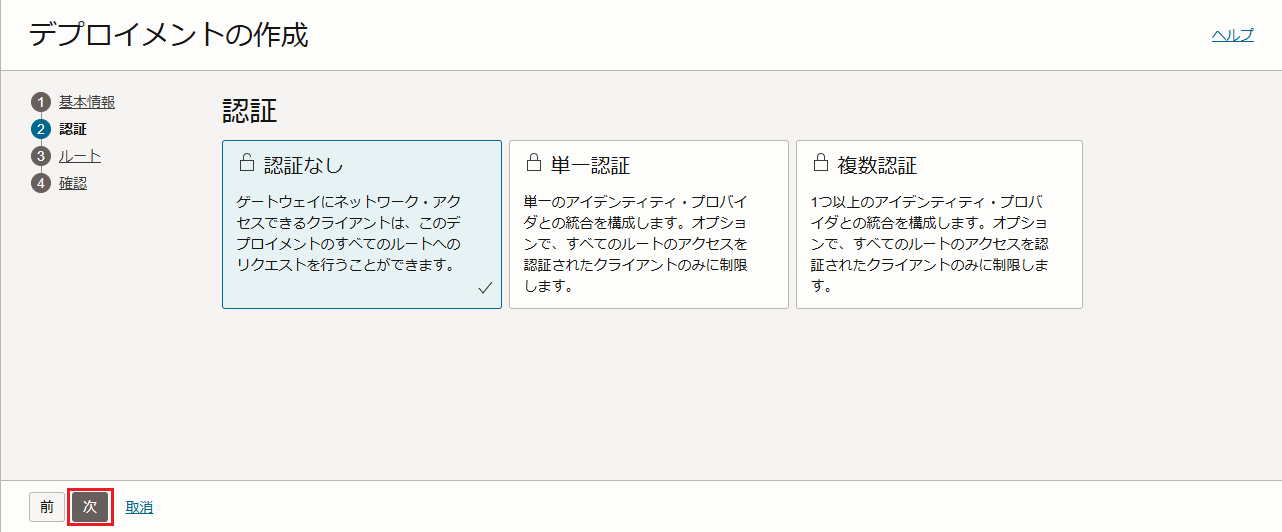 デプロイメントの作成
ヘルプ
1 基本情報
2 認証
3 ルート
4 確認
認証
認証なし
ゲートウェイにネットワーク・アク
セスできるクライアントは、このデ
プロイメントのすべてのルートへの
リクエストを行うことができます。
単一認証
単一のアイデンティティ・プロバイ
ダとの統合を構成します。オプショ
ンで、すべてのルートのアクセスを
認証されたクライアントのみに制限
します。
複数認証
1つ以上のアイデンティティ・プロバ
イダとの統合を構成します。オプショ
ンで、すべてのルートのアクセスを認
証されたクライアントのみに制限しま
す。
前 次 取消